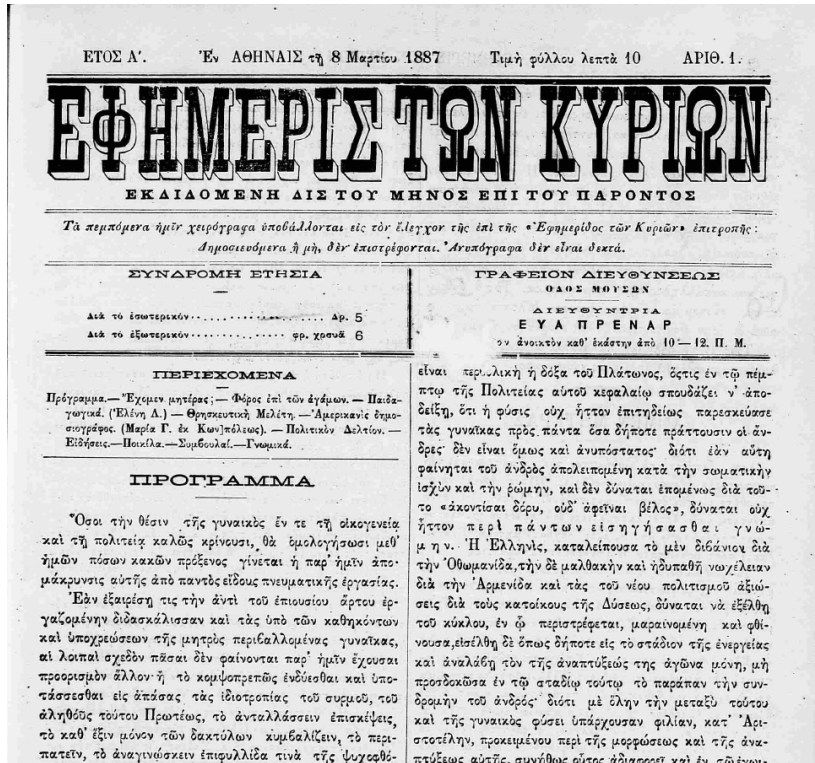 ΕΤΟΣ Α΄. Ἐν ΑΘΗΝΑΙΣ τῇ 8 Μαρτίου 1887 Τιμὴ φύλλου λεπτὰ 10 ΑΡΙΘ. 1.
ΕΦΗΜΕΡΙΣ ΤΩΝ ΚΥΡΙΩΝ
ΕΚΔΙΔΟΜΕΝΗ ΔΙΣ ΤΟΥ ΜΗΝΟΣ ΕΠΙ ΤΟΥ ΠΑΡΟΝΤΟΣ
Τὰ πεμπόμενα ἡμῖν χειρόγραφα ὑποβάλλονται εἰς τὸν ἔλεγχον τῆς ἐπὶ τῆς «Ἐφημερίδος τῶν Κυριῶν» ἐπιτροπῆς:
Δημοσιευόμενα ἢ μὴ, δὲν ἐπιστρέφονται. Ἀνυπόγραφα δὲν εἶναι δεκτά.
ΣΥΝΔΡΟΜΗ ΕΤΗΣΙΑ
Διὰ τὸ ἐσωτερικόν . . . . . . . . . . . . . . . Δρ. 5
Διὰ τὸ ἐξωτερικόν . . . . . . . . . . φρ. χρυσᾶ 6
ΓΡΑΦΕΙΟΝ ΔΙΕΥΘΥΝΣΕΩΣ
ΟΔΟΣ ΜΟΥΣΩΝ
ΔΙΕΥΘΥΝΤΡΙΑ
ΕΥΑ ΠΡΕΝΑΡ
ἀνοικτὸν καθ' ἑκάστην ἀπὸ 10 — 12. Π. Μ.
ΠΕΡΙΕΧΟΜΕΝΑ
Πρόγραμμα.— Ἔχομεν μητέρας; — Φόρος ἐπὶ τῶν ἀγάμων. — Παιδα-
γωγικά. (Ἑλένη Λ.) — Θρησκευτικὴ Μελέτη. — Ἀμερικανὶς δημο-
σιογράφος. (Μαρία Γ. ἐκ Κων]πόλεως). — Πολιτικὸν Δελτίον. —
Εἰδήσεις.—Ποικίλα.—Συμβουλαί.—Γνωμικά.
ΠΡΟΓΡΑΜΜΑ
Ὅσοι τὴν θέσιν τῆς γυναικὸς ἔν τε τῇ οἰκογενείᾳ
καὶ τῇ πολιτείᾳ καλῶς κρίνουσι, θὰ ὁμολογήσωσι μεθ'
ἡμῶν πόσων κακῶν πρόξενος γίνεται ἡ παρ' ἡμῖν ἀπο-
μάκρυνσις αὐτῆς ἀπὸ παντὸς εἴδους πνευματικῆς ἐργασίας.
Ἐὰν ἐξαιρέσῃ τις τὴν ἀντὶ τοῦ ἐπιουσίου ἄρτου ἐρ-
γαζομένην διδασκάλισσαν καὶ τὰς ὑπὸ τῶν καθηκόντων
καὶ ὑποχρεώσεων τῆς μητρὸς περιβαλλομένας γυναῖκας,
αἱ λοιπαὶ σχεδὸν πᾶσαι δὲν φαίνονται παρ' ἡμῖν ἔχουσαι
προορισμὸν ἄλλον ἢ τὸ κομψοπρεπῶς ἐνδύεσθαι καὶ ὑπο-
τάσσεσθαι εἰς ἁπάσας τὰς ἰδιοτροπίας τοῦ συρμοῦ, τοῦ
ἀληθοῦς τούτου Πρωτέως, τὸ ἀνταλλάσσειν ἐπισκέψεις,
τὸ καθ' ἕξιν μόνον τῶν δακτύλων κυμβαλίζειν, τὸ περι-
πατεῖν, τὸ ἀναγινώσκειν ἐπιφυλλίδα τινὰ τῆς ψυχοφθό-
εἶναι ἡ δόξα τοῦ Πλάτωνος, ὅςτις ἐν τῷ πέμ-
πτῳ τῆς Πολιτείας αὐτοῦ κεφαλαίῳ σπουδάζει ν' ἀπο-
δείξῃ, ὅτι ἡ φύσις οὐχ ἧττον ἐπιτηδείως παρεσκεύασε
τὰς γυναῖκας πρὸς πάντα ὅσα δήποτε πράττουσιν οἱ ἄν-
δρες· δὲν εἶναι ὅμως καὶ ἀνυπόστατος· διότι ἐὰν αὕτη
φαίνηται τοῦ ἀνδρὸς ἀπολειπομένη κατὰ τὴν σωματικὴν
ἰσχὺν καὶ τὴν ῥώμην, καὶ δὲν δύναται ἑπομένως διὰ τοῦ-
το «ἀκοντίσαι δόρυ, οὐδ' ἀφεῖναι βέλος», δύναται οὐχ
ἧττον περὶ πάντων εἰσηγήσασθαι γνώ-
μην. Ἡ Ἑλληνὶς, καταλείπουσα τὸ μὲν διβάνιον διὰ
τὴν Ὀθωμανίδα, τὴν δὲ μαλθακὴν καὶ ἡδυπαθῆ νωχέλειαν
διὰ τὴν Ἀρμενίδα καὶ τὰς τοῦ νέου πολιτισμοῦ ἀξιώ-
σεις διὰ τοὺς κατοίκους τῆς Δύσεως, δύναται νὰ ἐξέλθῃ
τοῦ κύκλου, ἐν ᾧ περιστρέφεται, μαραινομένη καὶ φθί-
νουσα, εἰσέλθῃ δὲ ὅπως δήποτε εἰς τὸ στάδιον τῆς ἐνεργείας
καὶ ἀναλάβῃ τὸν τῆς ἀναπτύξεώς της ἀγῶνα μόνη, μὴ
προσδοκῶσα ἐν τῷ σταδίῳ τούτῳ τὸ παράπαν τὴν συν-
δρομὴν τοῦ ἀνδρός· διότι μὲ ὅλην τὴν μεταξὺ τούτου
καὶ τῆς γυναικὸς φύσει ὑπάρχουσαν φιλίαν, κατ' Ἀρι-
στοτέλην, προκειμένου περὶ τῆς μορφώσεως καὶ τῆς ἀνα-
πτύξεως αὐτῆς, συνήθως οὗτος ἀδιαφορεῖ καὶ ἐν